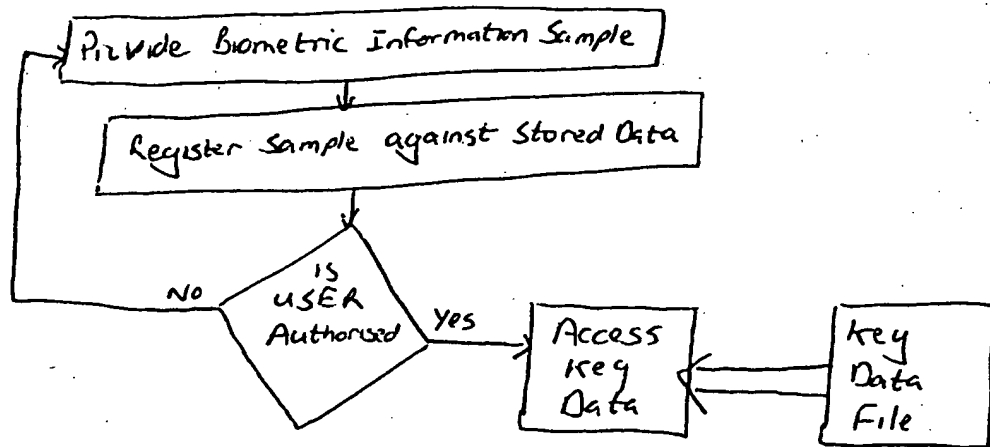 Provide Biometric Information Sample
Register Sample against Stored Data
Is
USER
Authorised
No
Yes
Access
Key
Data
Key
Data
File